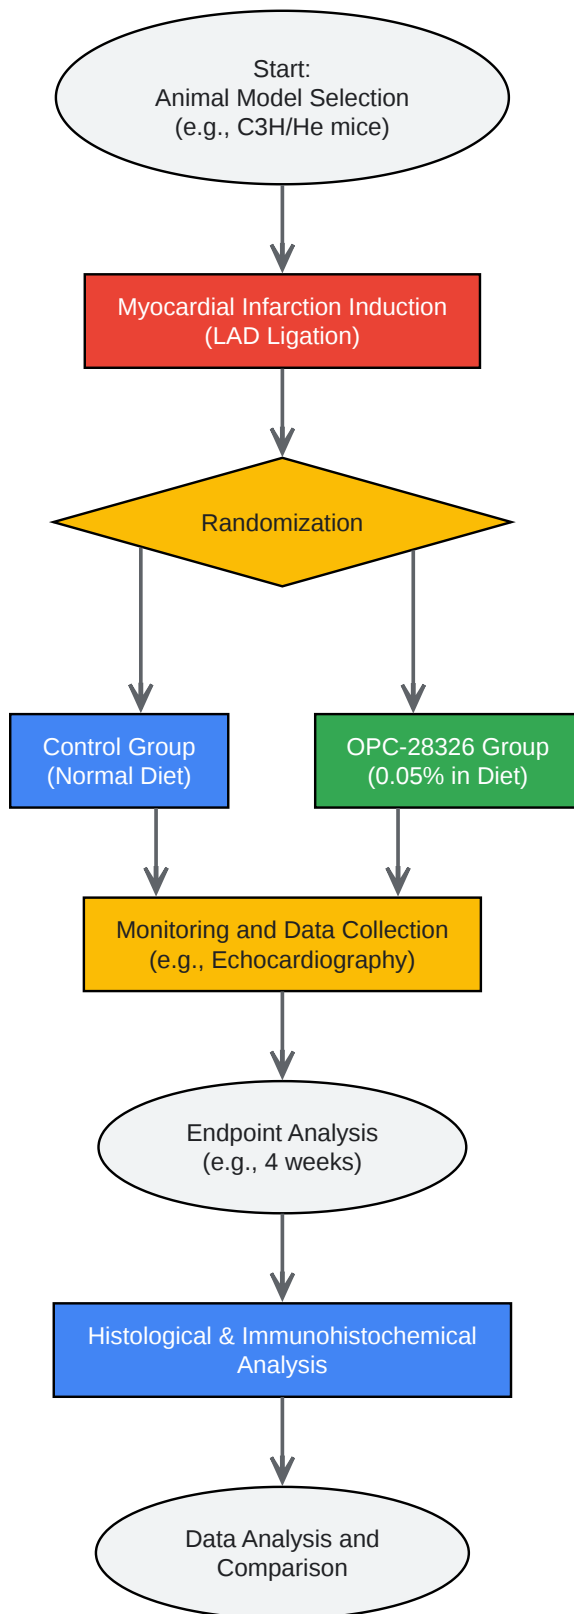 Start:
Animal Model Selection
(e.g., C3H/He mice)
Myocardial Infarction Induction
(LAD Ligation)
Randomization
Control Group
(Normal Diet)
OPC-28326 Group
(0.05% in Diet)
Monitoring and Data Collection
(e.g., Echocardiography)
Endpoint Analysis
(e.g., 4 weeks)
Histological & Immunohistochemical
Analysis
Data Analysis and
Comparison